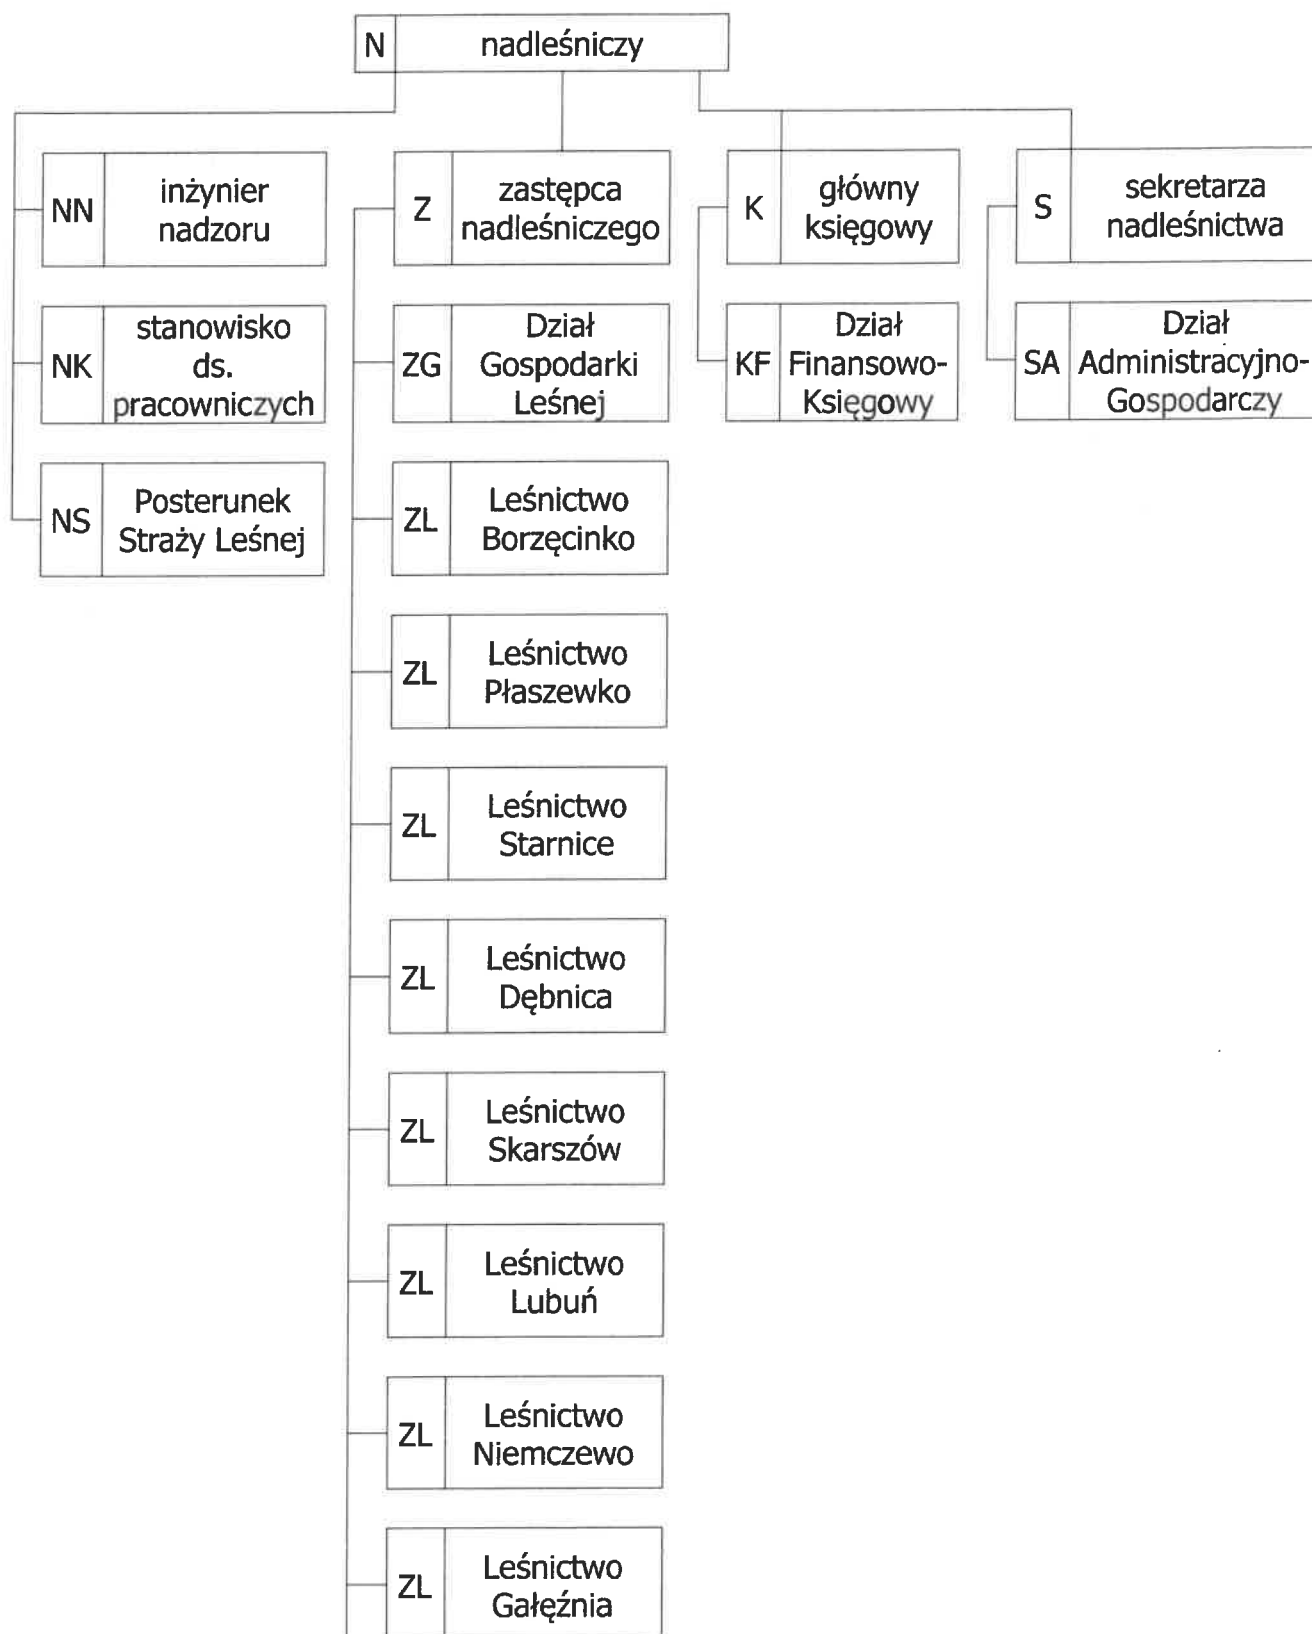 N
nadleśniczy
NN
inżynier
nadzoru
NK
stanowisko
ds.
pracowniczych
NS
Posterunek
Straży Leśnej
Z
zastępca
nadleśniczego
ZG
Dział
Gospodarki
Leśnej
ZL
Leśnictwo
Borzęcinko
ZL
Leśnictwo
Płaszewko
ZL
Leśnictwo
Starnice
ZL
Leśnictwo
Dębnica
ZL
Leśnictwo
Skarszów
ZL
Leśnictwo
Lubuń
ZL
Leśnictwo
Niemczewo
ZL
Leśnictwo
Gałęźnia
K
główny
księgowy
KF
Dział
Finansowo-
Księgowy
S
sekretarza
nadleśnictwa
SA
Dział
Administracyjno-
Gospodarczy